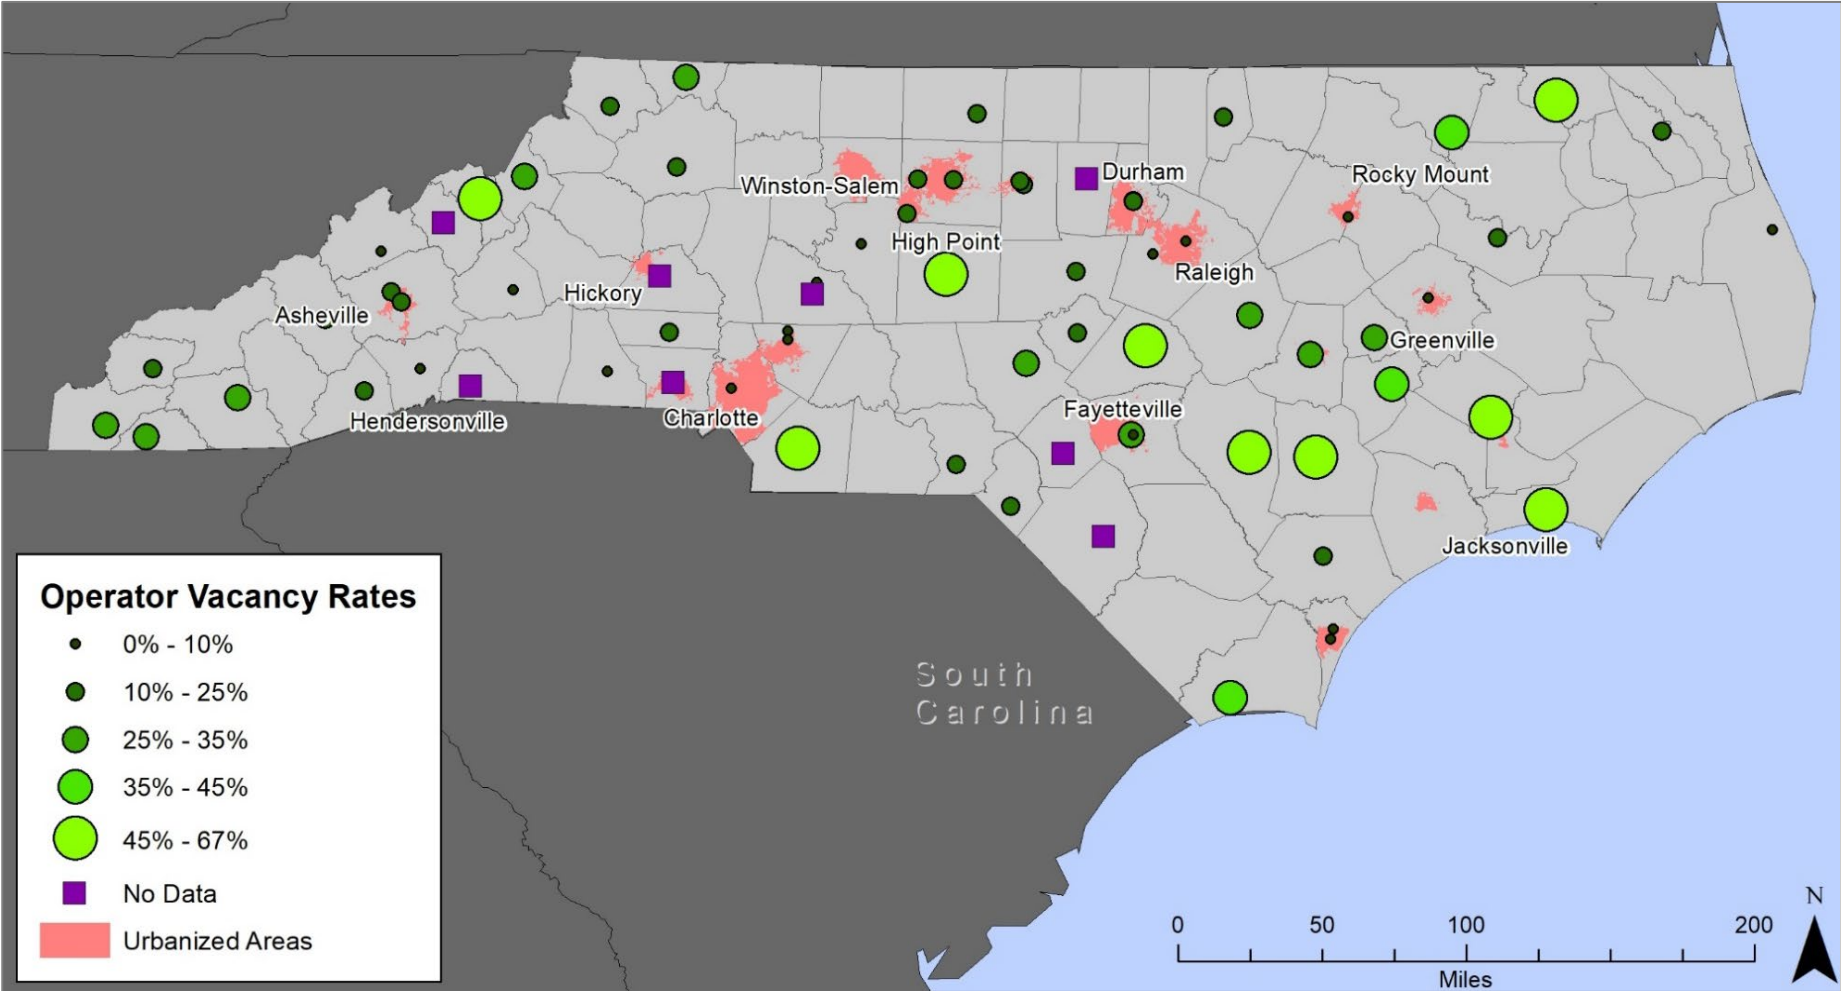 Durham
Rocky Mount
Winston-Salem
High Point
Raleigh
Hickory
Asheville
Greenville
Fayetteville
Charlotte
Hendersonville
Jacksonville
South
Carolina
Operator Vacancy Rates
0% - 10%
10% - 25%
25% - 35%
35% - 45%
45% - 67%
No Data
Urbanized Areas
N
0 50 100 200
Miles